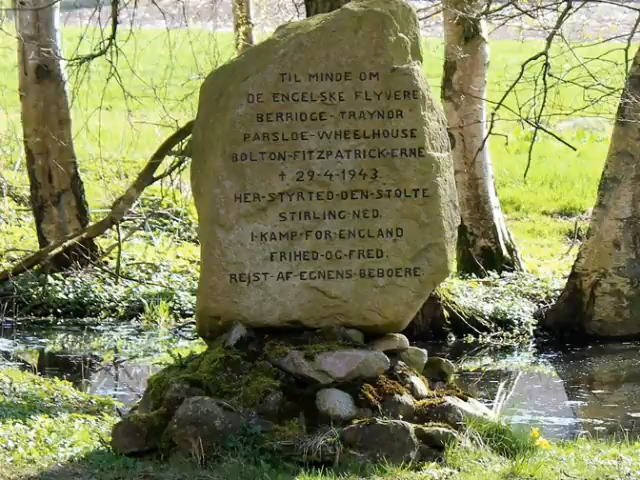 TIL MINDE OM
DE ENGELSKE FLYVERE
BERRIDGE-TRAYNOR
PARSLOE-WHEELHOUSE
BOLTON-FITZPATRICK-ERNE
† 29-4-1943
HER-STYRTED-DEN-STOLTE
STIRLING-NED.
I-KAMP-FOR-ENGLAND
FRIHED-OG-FRED.
REJST-AF-EGNENS-BEBOERE.